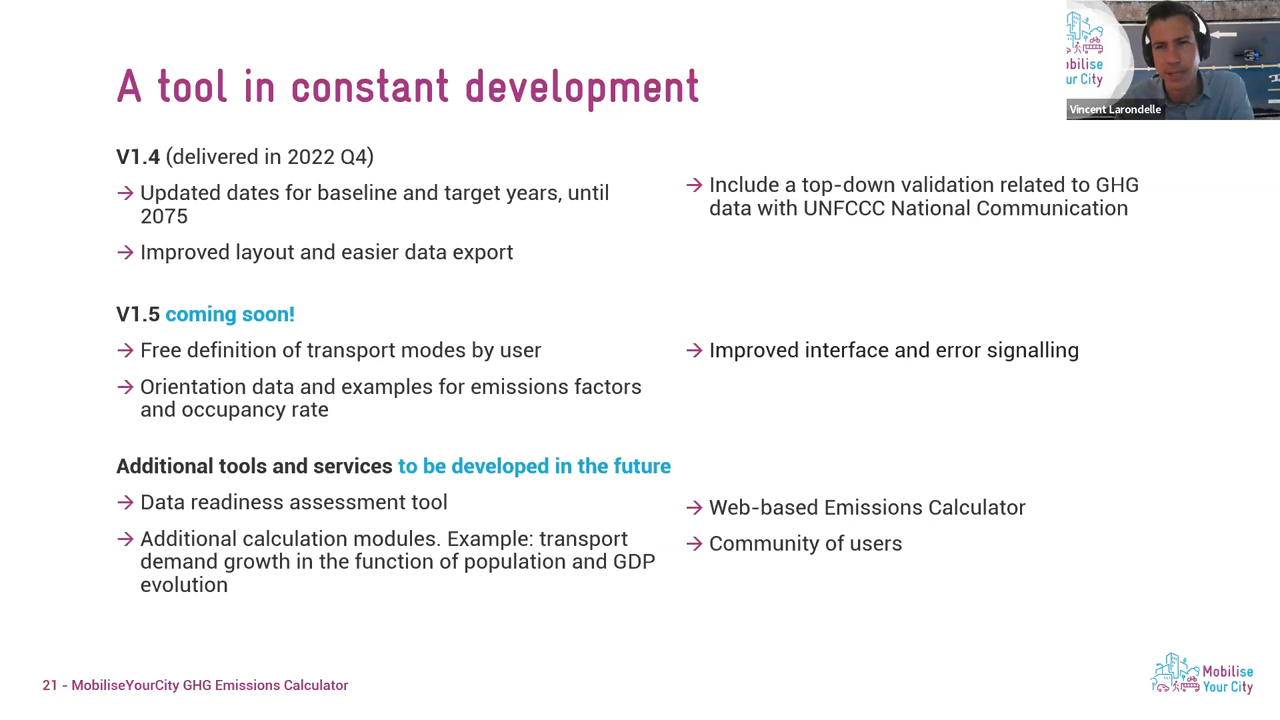 A tool in constant development
V1.4 (delivered in 2022 Q4)
→ Updated dates for baseline and target years, until
2075
→ Improved layout and easier data export
→ Include a top-down validation related to GHG
data with UNFCCC National Communication
V1.5 coming soon!
→ Free definition of transport modes by user
→ Orientation data and examples for emissions factors
and occupancy rate
→ Improved interface and error signalling
Additional tools and services to be developed in the future
→ Data readiness assessment tool
→ Additional calculation modules. Example: transport
demand growth in the function of population and GDP
evolution
→ Web-based Emissions Calculator
→ Community of users
21 - MobiliseYourCity GHG Emissions Calculator
Mobilise
Your City
obilise
Your City
Vincent Larondelle